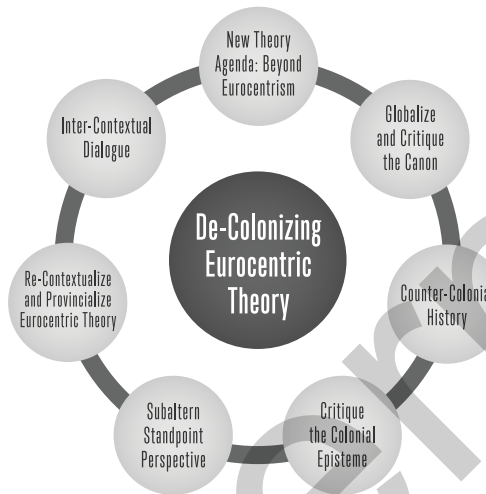 New Theory
Agenda: Beyond
Eurocentrism
Globalize
and Critique
the Canon
Counter-Colonia
History
Critique
the Colonial
Episteme
Subaltern
Standpoint
Perspective
Re-Contextualize
and Provincialize
Eurocentric Theory
Inter-Contextual
Dialogue
De-Colonizing
Eurocentric
Theory